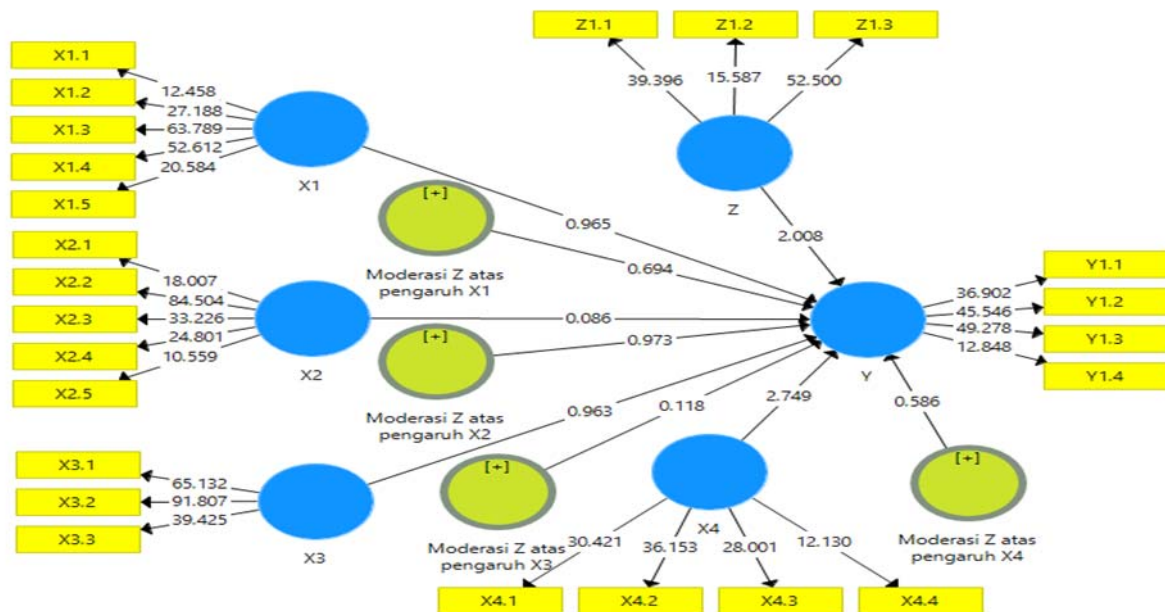 Z1.1
Z1.2
Z1.3
39.396
15.587
52.500
Z
2.008
X1.1
X1.2
X1.3
X1.4
X1.5
12.458
27.188
63.789
52.612
20.584
X1
0.965
[+]
Moderasi Z atas
pengaruh X1
0.694
X2.1
X2.2
X2.3
X2.4
X2.5
18.007
84.504
33.226
24.801
10.559
X2
0.086
[+]
Moderasi Z atas
pengaruh X2
0.973
X3.1
X3.2
X3.3
65.132
91.807
39.425
X3
0.963
[+]
Moderasi Z atas
pengaruh X3
0.118
Y
36.902
45.546
49.278
12.848
Y1.1
Y1.2
Y1.3
Y1.4
2.749
X4
30.421
36.153
28.001
12.130
X4.1
X4.2
X4.3
X4.4
0.586
[+]
Moderasi Z atas
pengaruh X4